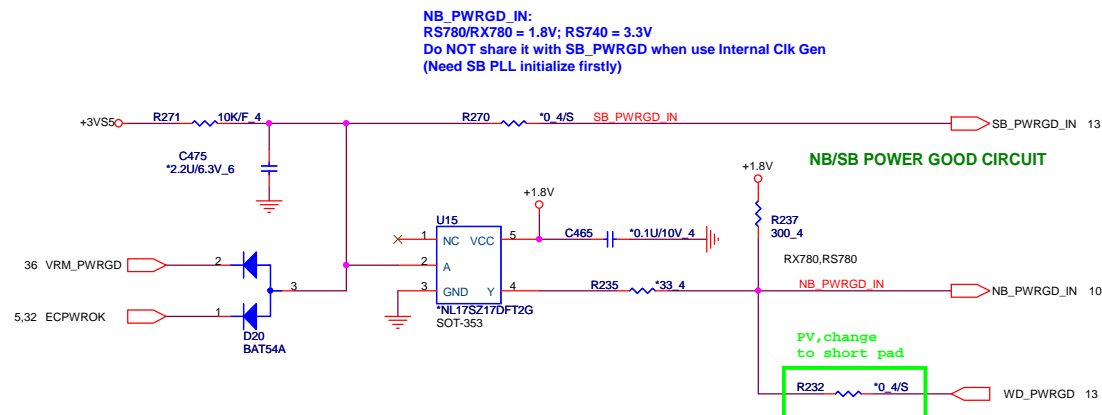 NB_PWRGD_IN:
RS780/RX780 = 1.8V; RS740 = 3.3V
Do NOT share it with SB_PWRGD when use Internal Clk Gen
(Need SB PLL initialize firstly)
+3VS5 R271 10K/F_4 R270 *0_4/S SB_PWRGD_IN SB_PWRGD_IN 13
C475
*2.2U/6.3V_6
NB/SB POWER GOOD CIRCUIT
+1.8V
+1.8V
U15
R237
300_4
1 NC VCC 5 C465 *0.1U/10V_4
RX780,RS780
36 VRM_PWRGD 2
2 A
3
3 GND Y 4 R235 *33_4 NB_PWRGD_IN NB_PWRGD_IN 10
*NL17SZ17DFT2G
SOT-353
5,32 ECPWROK 1
D20
BAT54A
PV,change
to short pad
R232 *0_4/S WD_PWRGD 13